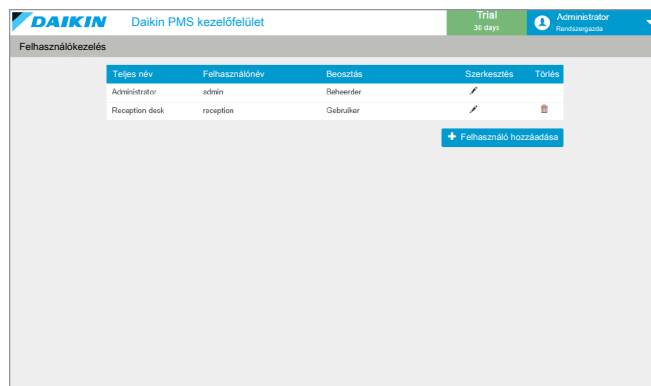 DAIKIN Daikin PMS kezelőfelület Trial Administrator
30 days Rendszergazda
Felhasználókezelés
Teljes név Felhasználónév Beosztás Szerkesztés Törlés
Administrator admin Beheerder
Reception desk reception Gebruiker
Felhasználó hozzáadása